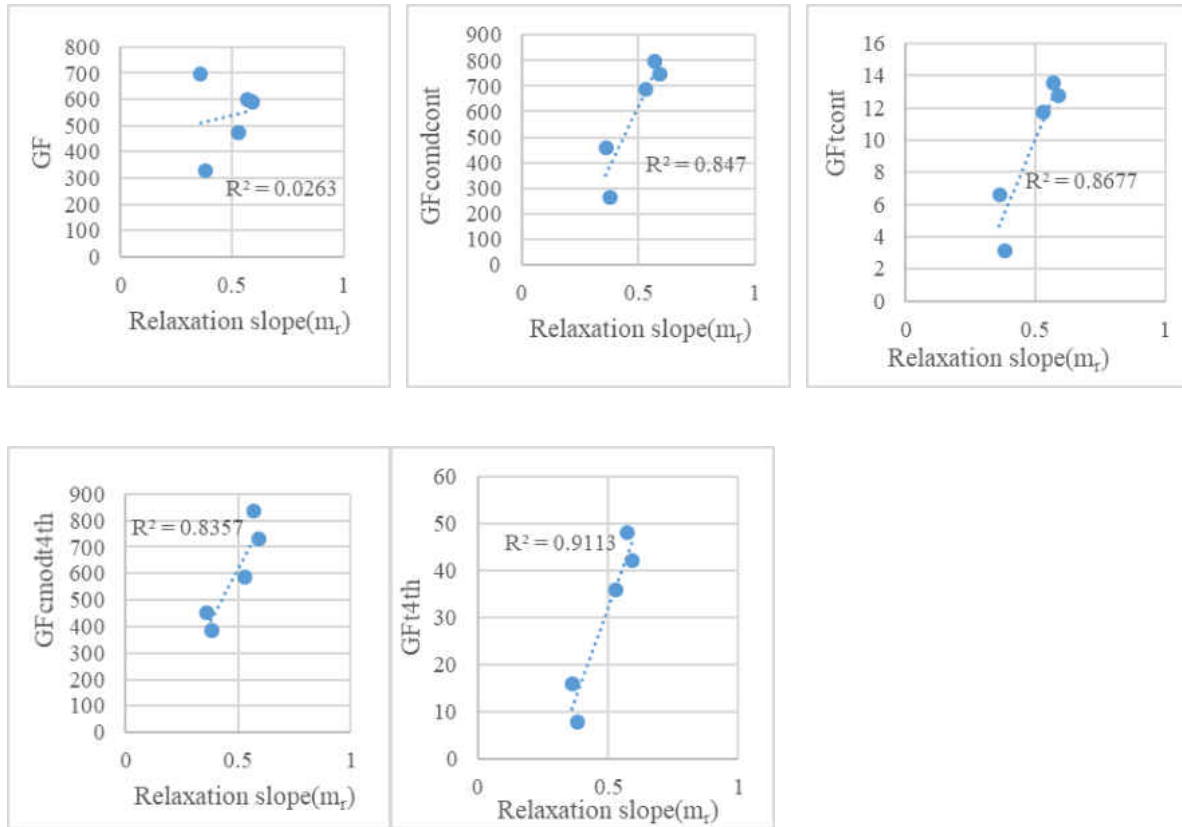 800
700
600
500
400
300
200
100
0
GF
R² = 0.0263
0 0.5 1
Relaxation slope(mᵣ)
900
800
700
600
500
400
300
200
100
0
GFcomdcont
R² = 0.847
0 0.5 1
Relaxation slope(mᵣ)
16
14
12
10
8
6
4
2
0
GFtcont
R² = 0.8677
0 0.5 1
Relaxation slope(mᵣ)
900
800
700
600
500
400
300
200
100
0
GFcmodt4th
R² = 0.8357
0 0.5 1
Relaxation slope(mᵣ)
60
50
40
30
20
10
0
GFt4th
R² = 0.9113
0 0.5 1
Relaxation slope(mᵣ)